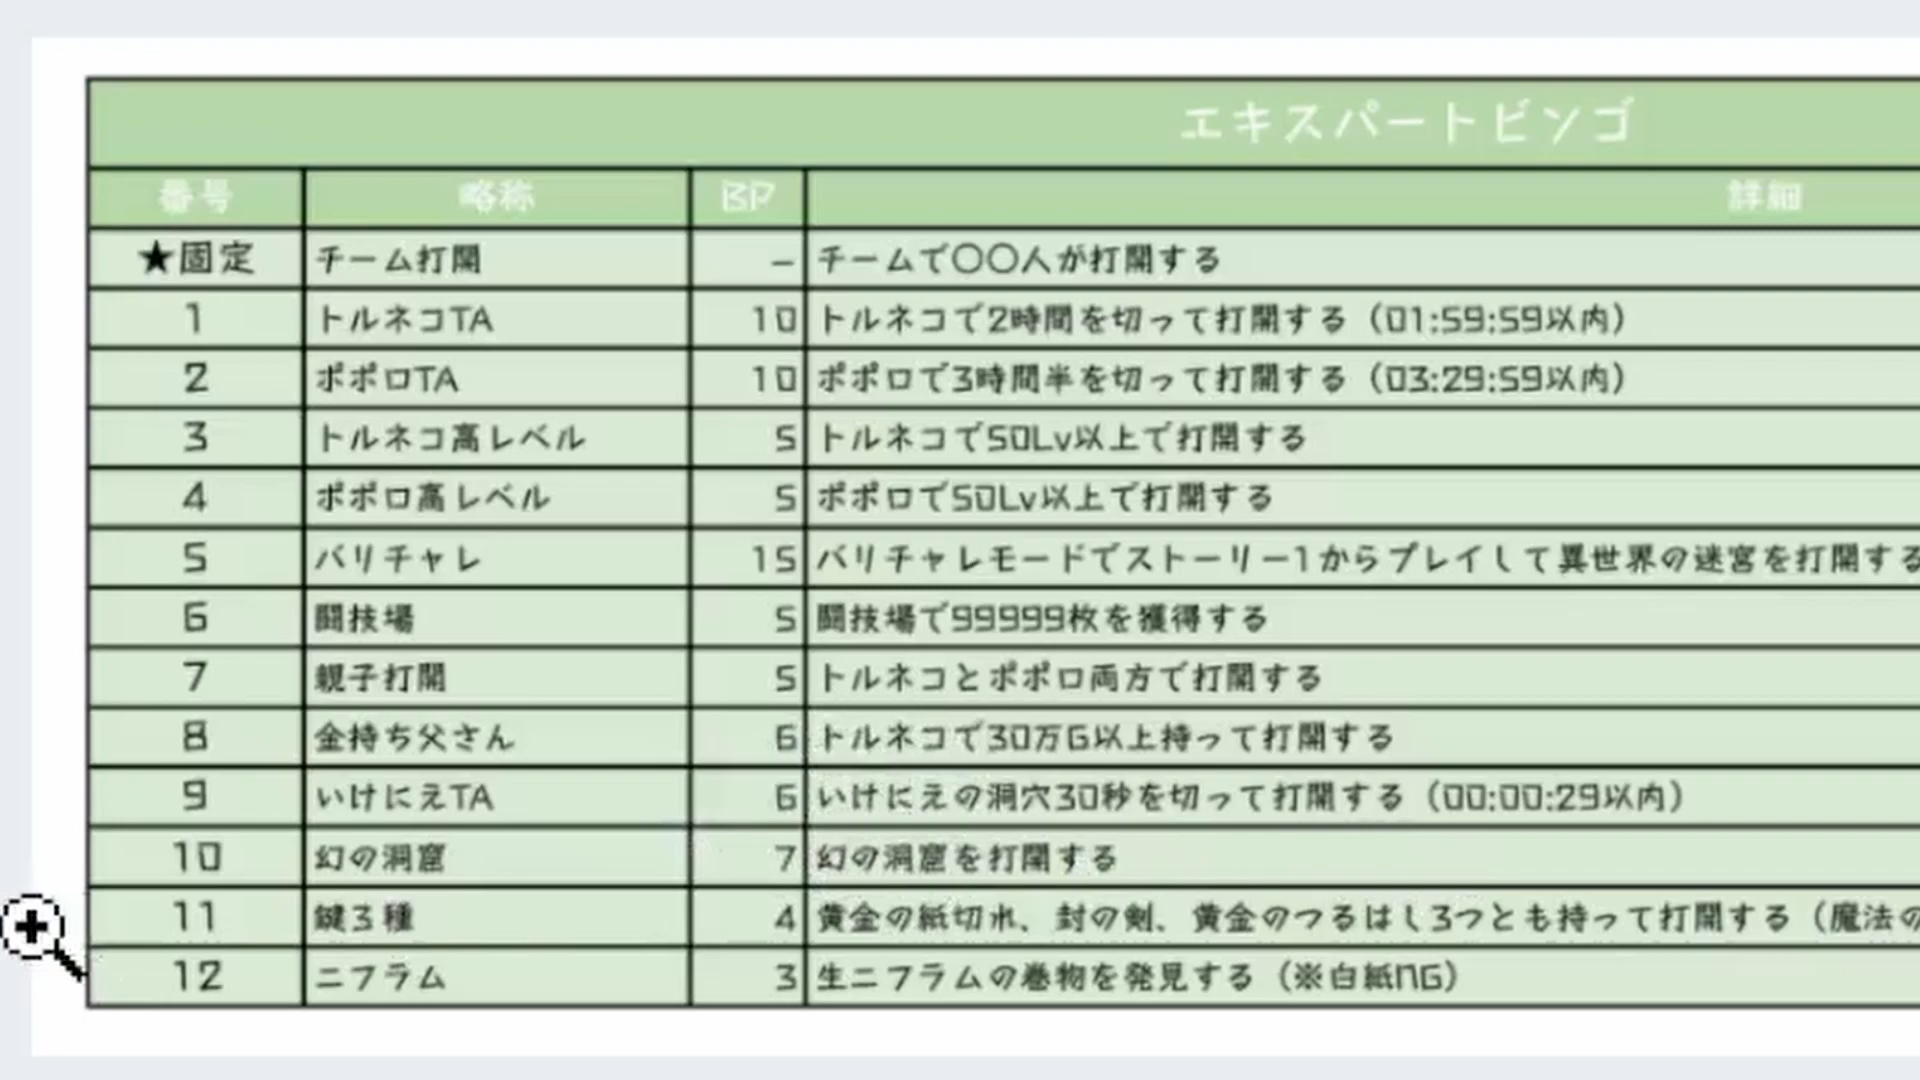 エキスパートビンゴ
番号 略称 BP 詳細
★固定 チーム打開 – チームで〇〇人が打開する
1 トルネコTA 10 トルネコで2時間を切って打開する（01:59:59以内）
2 ポポロTA 10 ポポロで3時間半を切って打開する（03:29:59以内）
3 トルネコ高レベル 5 トルネコで50Lv以上で打開する
4 ポポロ高レベル 5 ポポロで50Lv以上で打開する
5 バリチャレ 15 バリチャレモードでストーリー1からプレイして異世界の迷宮を打開する
6 闘技場 5 闘技場で99999枚を獲得する
7 親子打開 5 トルネコとポポロ両方で打開する
8 金持ち父さん 6 トルネコで30万G以上持って打開する
9 いけにえTA 6 いけにえの洞穴30秒を切って打開する（00:00:29以内）
10 幻の洞窟 7 幻の洞窟を打開する
11 鍵3種 4 黄金の紙切れ、封の剣、黄金のつるはし3つとも持って打開する（魔法の
12 ニフラム 3 生ニフラムの巻物を発見する（※白紙NG）